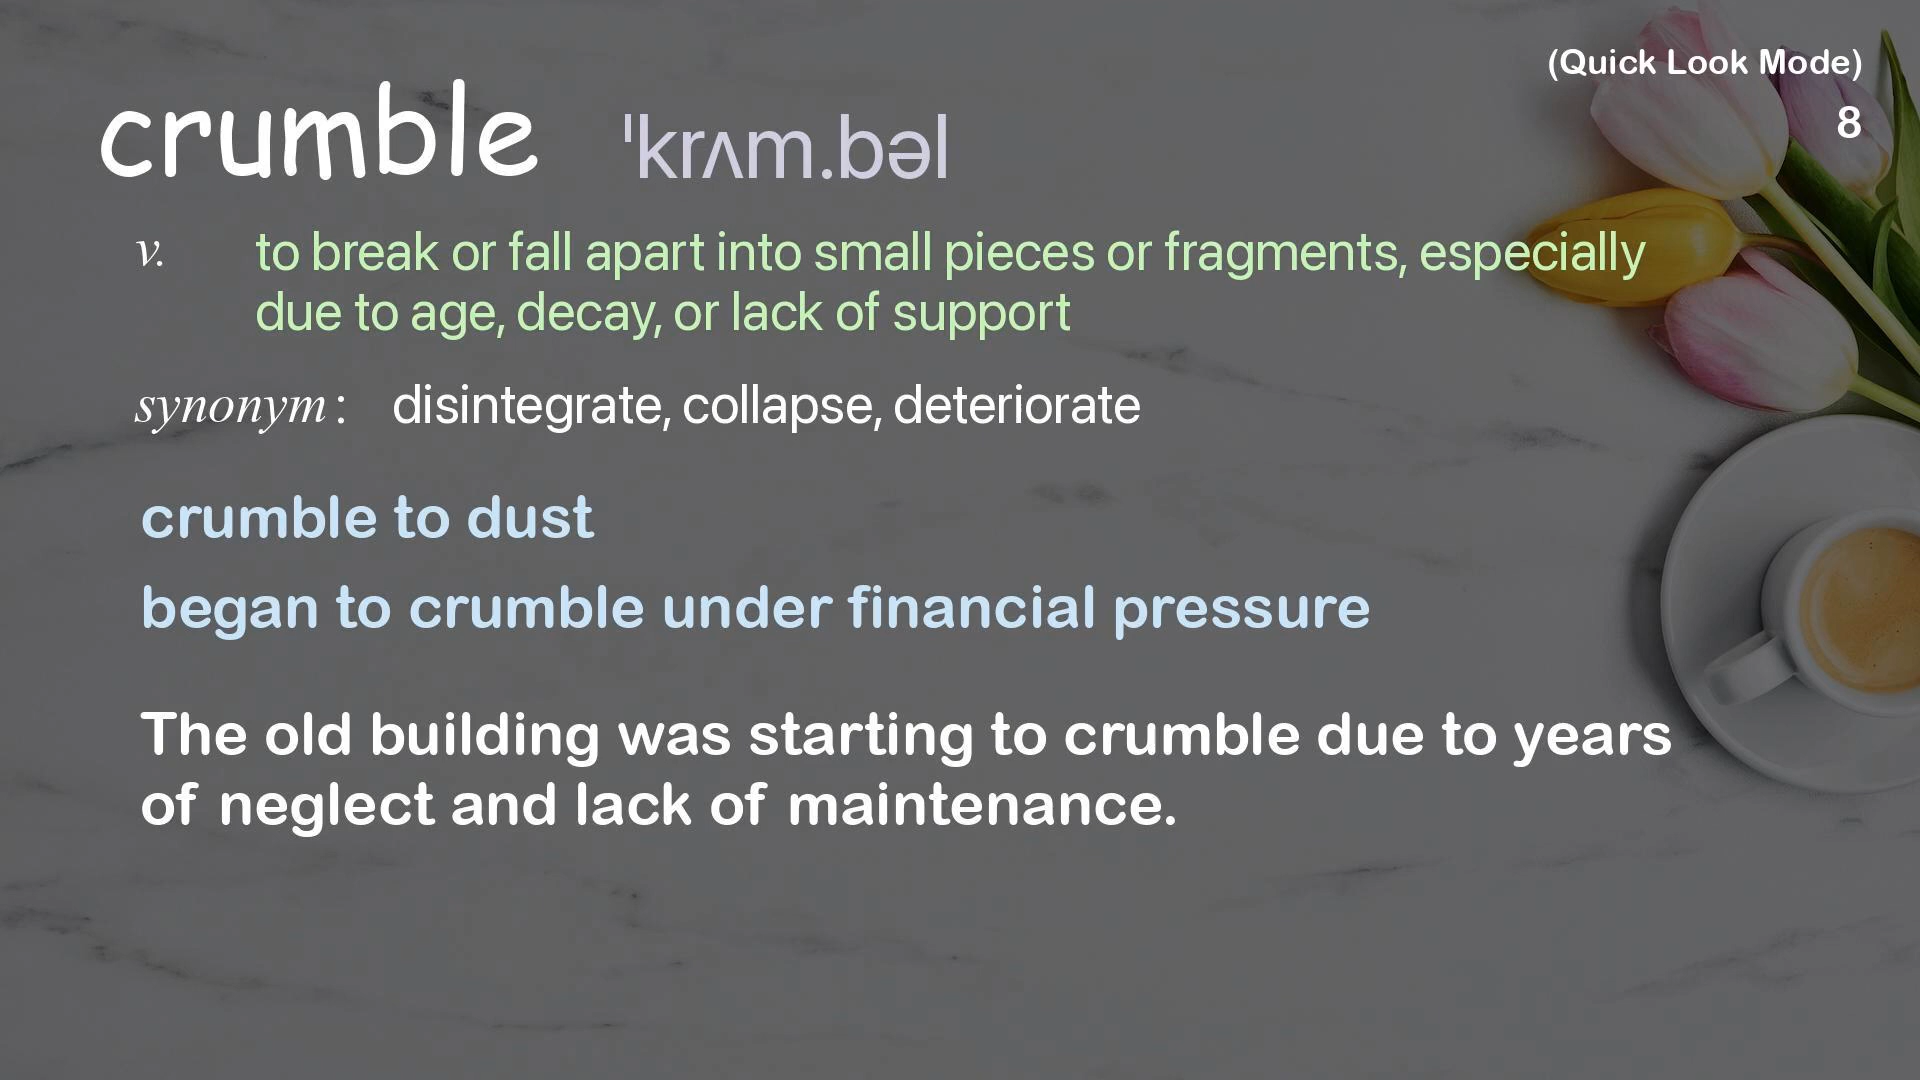 (Quick Look Mode)
8
crumble ˈkrʌm.bəl
v. to break or fall apart into small pieces or fragments, especially
due to age, decay, or lack of support
synonym: disintegrate, collapse, deteriorate
crumble to dust
began to crumble under financial pressure
The old building was starting to crumble due to years
of neglect and lack of maintenance.